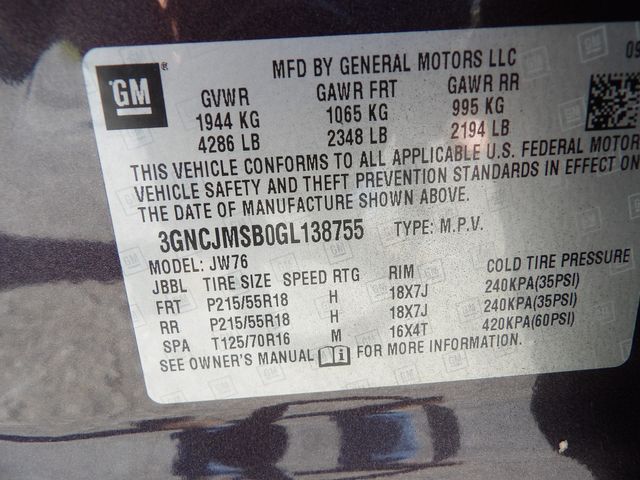 MFD BY GENERAL MOTORS LLC 09
GM
GVWR GAWR FRT GAWR RR
1944 KG 1065 KG 995 KG
4286 LB 2348 LB 2194 LB
THIS VEHICLE CONFORMS TO ALL APPLICABLE U.S. FEDERAL MOTOR
VEHICLE SAFETY AND THEFT PREVENTION STANDARDS IN EFFECT ON
THE DATE OF MANUFACTURE SHOWN ABOVE.
3GNCJMSB0GL138755 TYPE: M.P.V.
MODEL: JW76
JBBL TIRE SIZE SPEED RTG RIM COLD TIRE PRESSURE
FRT P215/55R18 H 18X7J 240KPA(35PSI)
RR P215/55R18 H 18X7J 240KPA(35PSI)
SPA T125/70R16 M 16X4T 420KPA(60PSI)
SEE OWNER'S MANUAL FOR MORE INFORMATION.